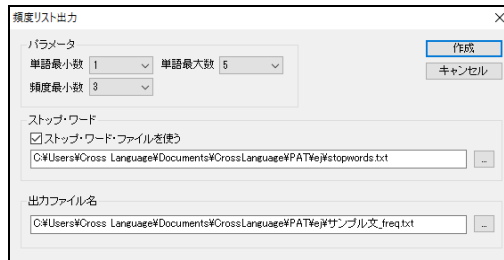 頻度リスト出力
パラメータ
作成
単語最小数 1 単語最大数 5
キャンセル
頻度最小数 3
ストップ・ワード
ストップ・ワード・ファイルを使う
C:¥Users¥Cross Language¥Documents¥CrossLanguage¥PAT¥ej¥stopwords.txt ...
出力ファイル名
C:¥Users¥Cross Language¥Documents¥CrossLanguage¥PAT¥ej¥サンプル文_freq.txt ...